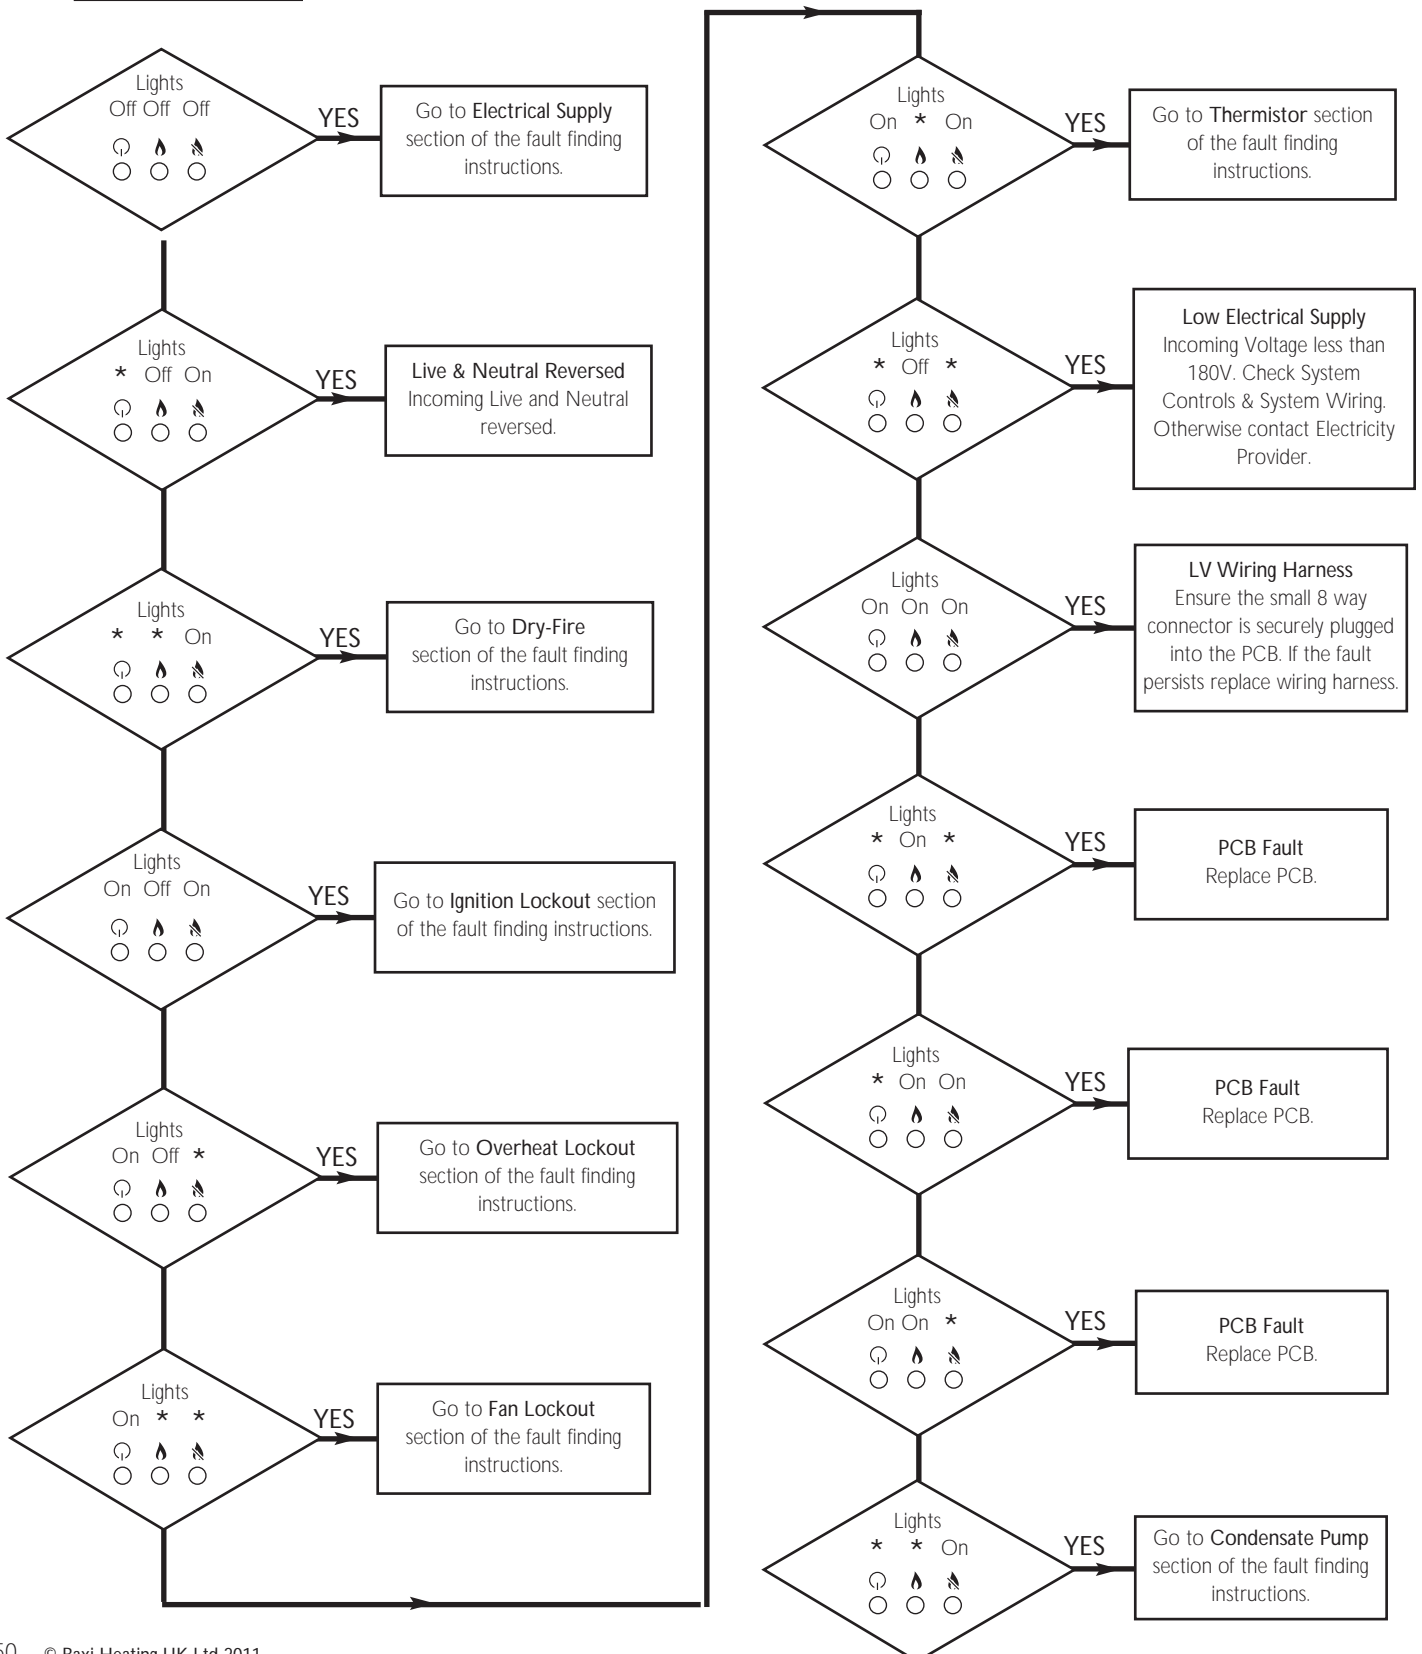 Lights
Off Off Off
YES
Go to Electrical Supply
section of the fault finding
instructions.
Lights
* Off On
YES
Live & Neutral Reversed
Incoming Live and Neutral
reversed.
Lights
* * On
YES
Go to Dry-Fire
section of the fault finding
instructions.
Lights
On Off On
YES
Go to Ignition Lockout section
of the fault finding instructions.
Lights
On Off *
YES
Go to Overheat Lockout
section of the fault finding
instructions.
Lights
On * *
YES
Go to Fan Lockout
section of the fault finding
instructions.
Lights
On * On
YES
Go to Thermistor section
of the fault finding
instructions.
Lights
* Off *
YES
Low Electrical Supply
Incoming Voltage less than
180V. Check System
Controls & System Wiring.
Otherwise contact Electricity
Provider.
Lights
On On On
YES
LV Wiring Harness
Ensure the small 8 way
connector is securely plugged
into the PCB. If the fault
persists replace wiring harness.
Lights
* On *
YES
PCB Fault
Replace PCB.
Lights
* On On
YES
PCB Fault
Replace PCB.
Lights
On On *
YES
PCB Fault
Replace PCB.
Lights
* * On
YES
Go to Condensate Pump
section of the fault finding
instructions.
© Baxi Heating UK Ltd 2011